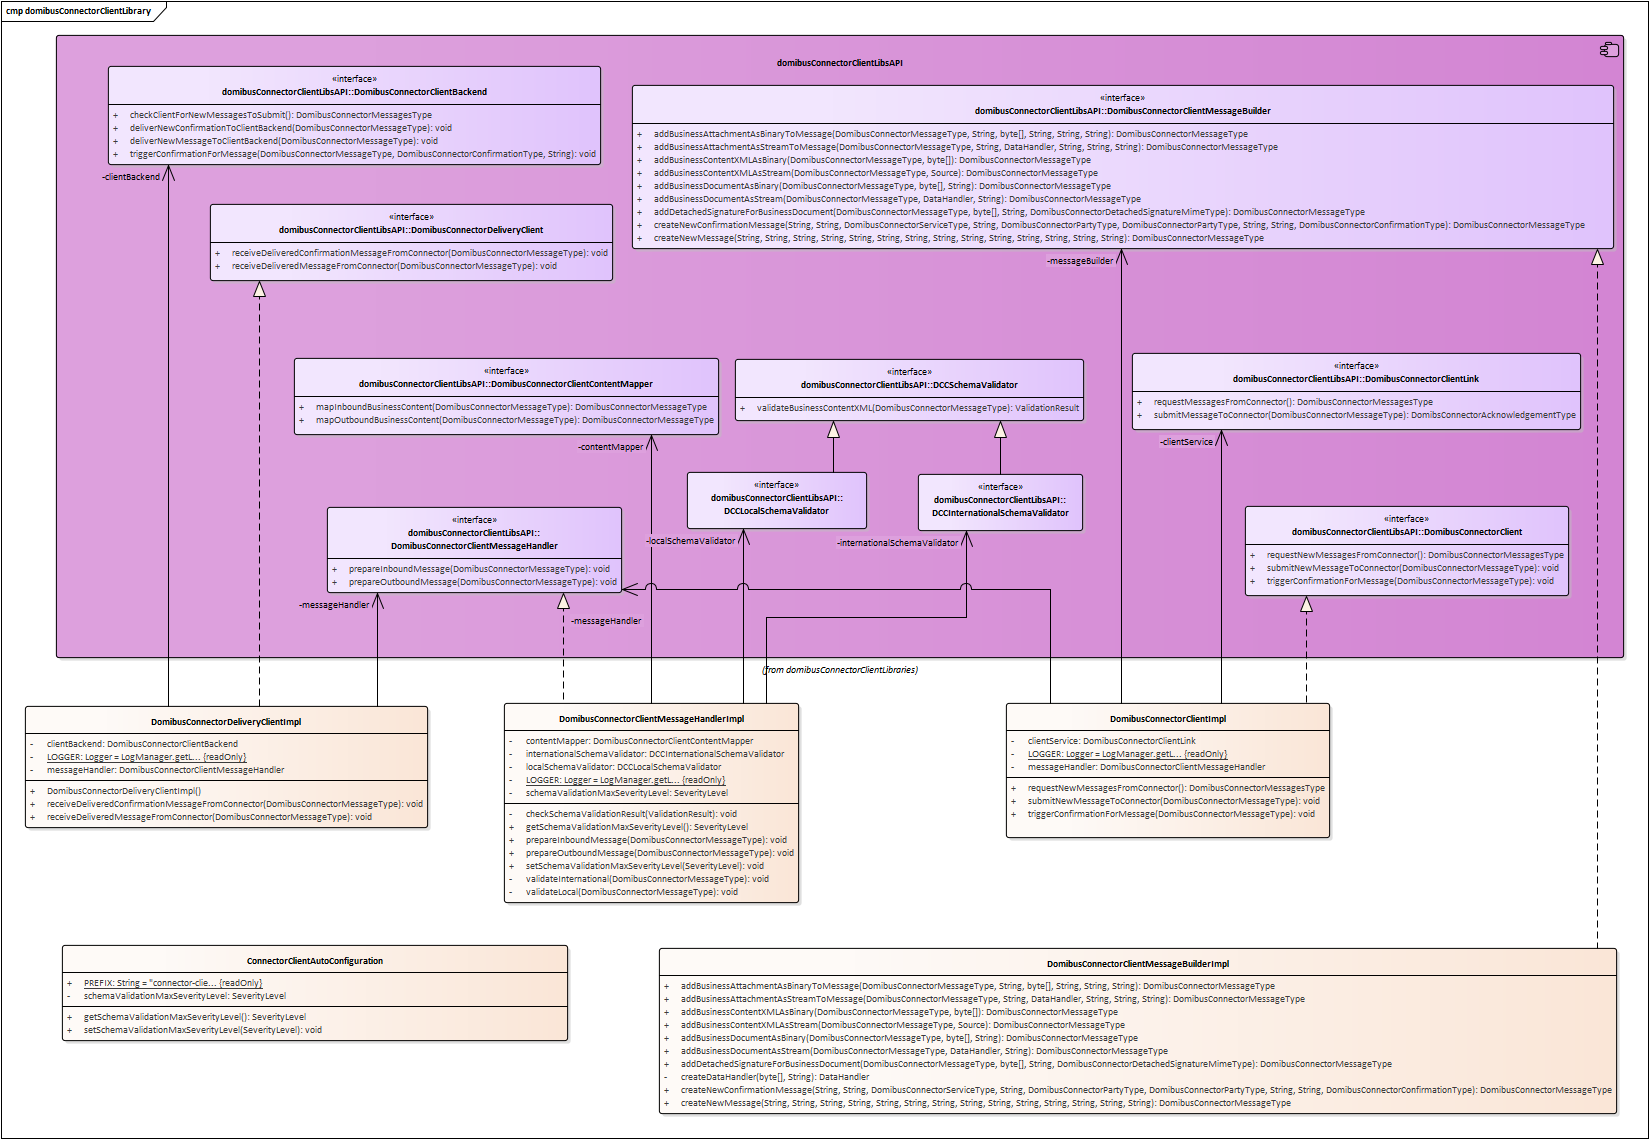 cmp domibusConnectorClientLibrary
domibusConnectorClientLibsAPI
«interface»
domibusConnectorClientLibsAPI::DomibusConnectorClientBackend
+ checkClientForNewMessagesToSubmit(): DomibusConnectorMessagesType
+ deliverNewConfirmationToClientBackend(DomibusConnectorMessageType): void
+ deliverNewMessageToClientBackend(DomibusConnectorMessageType): void
+ triggerConfirmationForMessage(DomibusConnectorMessageType, DomibusConnectorConfirmationType, String): void
-clientBackend
«interface»
domibusConnectorClientLibsAPI::DomibusConnectorClientMessageBuilder
+ addBusinessAttachmentAsBinaryToMessage(DomibusConnectorMessageType, String, byte[], String, String, String): DomibusConnectorMessageType
+ addBusinessAttachmentAsStreamToMessage(DomibusConnectorMessageType, String, DataHandler, String, String, String): DomibusConnectorMessageType
+ addBusinessContentXMLAsBinary(DomibusConnectorMessageType, byte[]): DomibusConnectorMessageType
+ addBusinessContentXMLAsStream(DomibusConnectorMessageType, Source): DomibusConnectorMessageType
+ addBusinessDocumentAsBinary(DomibusConnectorMessageType, byte[], String): DomibusConnectorMessageType
+ addBusinessDocumentAsStream(DomibusConnectorMessageType, DataHandler, String): DomibusConnectorMessageType
+ addDetachedSignatureForBusinessDocument(DomibusConnectorMessageType, byte[], String, DomibusConnectorDetachedSignatureMimeType): DomibusConnectorMessageType
+ createNewConfirmationMessage(String, String, DomibusConnectorServiceType, String, DomibusConnectorPartyType, DomibusConnectorPartyType, String, String, DomibusConnectorConfirmationType): DomibusConnectorMessageType
+ createNewMessage(String, String, String, String, String, String, String, String, String, String, String, String, String, String): DomibusConnectorMessageType
-messageBuilder
«interface»
domibusConnectorClientLibsAPI::DomibusConnectorDeliveryClient
+ receiveDeliveredConfirmationMessageFromConnector(DomibusConnectorMessageType): void
+ receiveDeliveredMessageFromConnector(DomibusConnectorMessageType): void
«interface»
domibusConnectorClientLibsAPI::DomibusConnectorClientContentMapper
+ mapInboundBusinessContent(DomibusConnectorMessageType): DomibusConnectorMessageType
+ mapOutboundBusinessContent(DomibusConnectorMessageType): DomibusConnectorMessageType
-contentMapper
«interface»
domibusConnectorClientLibsAPI::DCCSchemaValidator
+ validateBusinessContentXML(DomibusConnectorMessageType): ValidationResult
«interface»
domibusConnectorClientLibsAPI::DomibusConnectorClientLink
+ requestMessagesFromConnector(): DomibusConnectorMessagesType
+ submitMessageToConnector(DomibusConnectorMessageType): DomibsConnectorAcknowledgementType
-clientService
«interface»
domibusConnectorClientLibsAPI::
DCCLocalSchemaValidator
-localSchemaValidator
«interface»
domibusConnectorClientLibsAPI::
DCCInternationalSchemaValidator
-internationalSchemaValidator
«interface»
domibusConnectorClientLibsAPI::
DomibusConnectorClientMessageHandler
+ prepareInboundMessage(DomibusConnectorMessageType): void
+ prepareOutboundMessage(DomibusConnectorMessageType): void
-messageHandler
-messageHandler
«interface»
domibusConnectorClientLibsAPI::DomibusConnectorClient
+ requestNewMessagesFromConnector(): DomibusConnectorMessagesType
+ submitNewMessageToConnector(DomibusConnectorMessageType): void
+ triggerConfirmationForMessage(DomibusConnectorMessageType): void
(from domibusConnectorClientLibraries)
DomibusConnectorDeliveryClientImpl
- clientBackend: DomibusConnectorClientBackend
- LOGGER: Logger = LogManager.getL... {readOnly}
- messageHandler: DomibusConnectorClientMessageHandler
+ DomibusConnectorDeliveryClientImpl()
+ receiveDeliveredConfirmationMessageFromConnector(DomibusConnectorMessageType): void
+ receiveDeliveredMessageFromConnector(DomibusConnectorMessageType): void
DomibusConnectorClientMessageHandlerImpl
- contentMapper: DomibusConnectorClientContentMapper
- internationalSchemaValidator: DCCInternationalSchemaValidator
- localSchemaValidator: DCCLocalSchemaValidator
- LOGGER: Logger = LogManager.getL... {readOnly}
- schemaValidationMaxSeverityLevel: SeverityLevel
- checkSchemaValidationResult(ValidationResult): void
+ getSchemaValidationMaxSeverityLevel(): SeverityLevel
+ prepareInboundMessage(DomibusConnectorMessageType): void
+ prepareOutboundMessage(DomibusConnectorMessageType): void
+ setSchemaValidationMaxSeverityLevel(SeverityLevel): void
- validateInternational(DomibusConnectorMessageType): void
- validateLocal(DomibusConnectorMessageType): void
DomibusConnectorClientImpl
- clientService: DomibusConnectorClientLink
- LOGGER: Logger = LogManager.getL... {readOnly}
- messageHandler: DomibusConnectorClientMessageHandler
+ requestNewMessagesFromConnector(): DomibusConnectorMessagesType
+ submitNewMessageToConnector(DomibusConnectorMessageType): void
+ triggerConfirmationForMessage(DomibusConnectorMessageType): void
ConnectorClientAutoConfiguration
+ PREFIX: String = "connector-clie... {readOnly}
- schemaValidationMaxSeverityLevel: SeverityLevel
+ getSchemaValidationMaxSeverityLevel(): SeverityLevel
+ setSchemaValidationMaxSeverityLevel(SeverityLevel): void
DomibusConnectorClientMessageBuilderImpl
+ addBusinessAttachmentAsBinaryToMessage(DomibusConnectorMessageType, String, byte[], String, String, String): DomibusConnectorMessageType
+ addBusinessAttachmentAsStreamToMessage(DomibusConnectorMessageType, String, DataHandler, String, String, String): DomibusConnectorMessageType
+ addBusinessContentXMLAsBinary(DomibusConnectorMessageType, byte[]): DomibusConnectorMessageType
+ addBusinessContentXMLAsStream(DomibusConnectorMessageType, Source): DomibusConnectorMessageType
+ addBusinessDocumentAsBinary(DomibusConnectorMessageType, byte[], String): DomibusConnectorMessageType
+ addBusinessDocumentAsStream(DomibusConnectorMessageType, DataHandler, String): DomibusConnectorMessageType
+ addDetachedSignatureForBusinessDocument(DomibusConnectorMessageType, byte[], String, DomibusConnectorDetachedSignatureMimeType): DomibusConnectorMessageType
- createDataHandler(byte[], String): DataHandler
+ createNewConfirmationMessage(String, String, DomibusConnectorServiceType, String, DomibusConnectorPartyType, DomibusConnectorPartyType, String, String, DomibusConnectorConfirmationType): DomibusConnectorMessageType
+ createNewMessage(String, String, String, String, String, String, String, String, String, String, String, String, String, String): DomibusConnectorMessageType